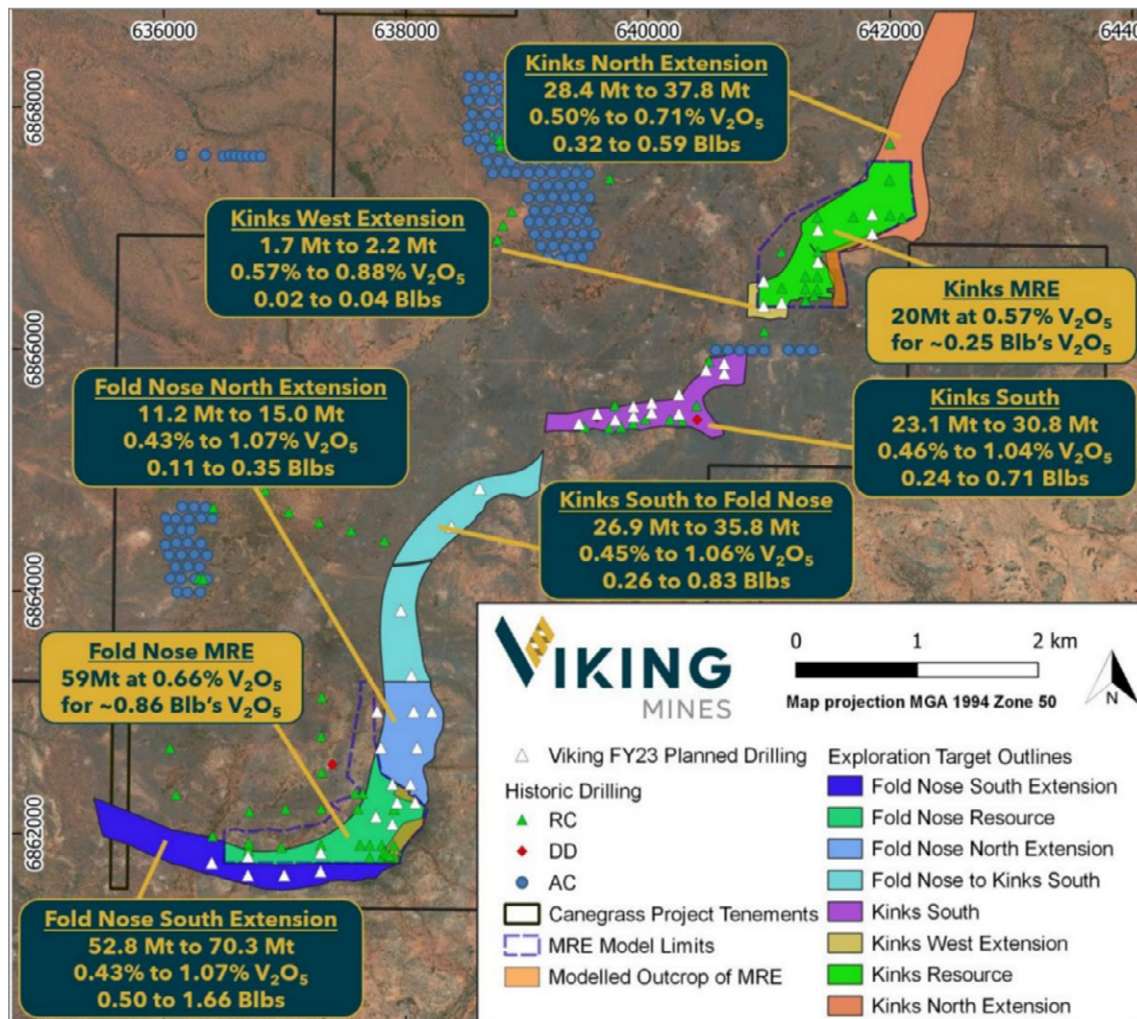 636000
638000
640000
642000
6440
6868000
6866000
6864000
6862000
Kinks North Extension
28.4 Mt to 37.8 Mt
0.50% to 0.71% V₂O₅
0.32 to 0.59 Blbs
Kinks West Extension
1.7 Mt to 2.2 Mt
0.57% to 0.88% V₂O₅
0.02 to 0.04 Blbs
Kinks MRE
20Mt at 0.57% V₂O₅
for ~0.25 Blb's V₂O₅
Fold Nose North Extension
11.2 Mt to 15.0 Mt
0.43% to 1.07% V₂O₅
0.11 to 0.35 Blbs
Kinks South
23.1 Mt to 30.8 Mt
0.46% to 1.04% V₂O₅
0.24 to 0.71 Blbs
Kinks South to Fold Nose
26.9 Mt to 35.8 Mt
0.45% to 1.06% V₂O₅
0.26 to 0.83 Blbs
Fold Nose MRE
59Mt at 0.66% V₂O₅
for ~0.86 Blb's V₂O₅
Fold Nose South Extension
52.8 Mt to 70.3 Mt
0.43% to 1.07% V₂O₅
0.50 to 1.66 Blbs
VIKING
MINES
0 1 2 km
Map projection MGA 1994 Zone 50
N
Viking FY23 Planned Drilling
Historic Drilling
RC
DD
AC
Canegrass Project Tenements
MRE Model Limits
Modelled Outcrop of MRE
Exploration Target Outlines
Fold Nose South Extension
Fold Nose Resource
Fold Nose North Extension
Fold Nose to Kinks South
Kinks South
Kinks West Extension
Kinks Resource
Kinks North Extension